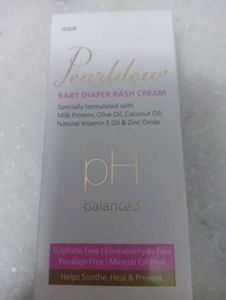 ICON
Pearldew
BABY DIAPER RASH CREAM
Specially formulated with
Milk Protein, Olive Oil, Coconut Oil,
Natural Vitamin E Oil & Zinc Oxide
pH
balanced
Sulphate Free | Formaldehyde Free
Paraben Free | Mineral Oil Free
Helps Soothe, Heal & Prevent